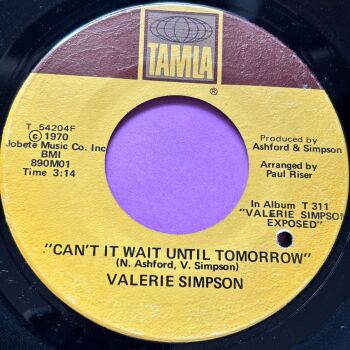 TAMLA
®
T 54204F
© 1970
Jobete Music Co. Inc
BMI
890M01
Time 3:14
Produced by
Ashford & Simpson
Arranged by
Paul Riser
In Album T 311
"VALERIE SIMPSON
EXPOSED"
"CAN'T IT WAIT UNTIL TOMORROW"
(N. Ashford, V. Simpson)
VALERIE SIMPSON